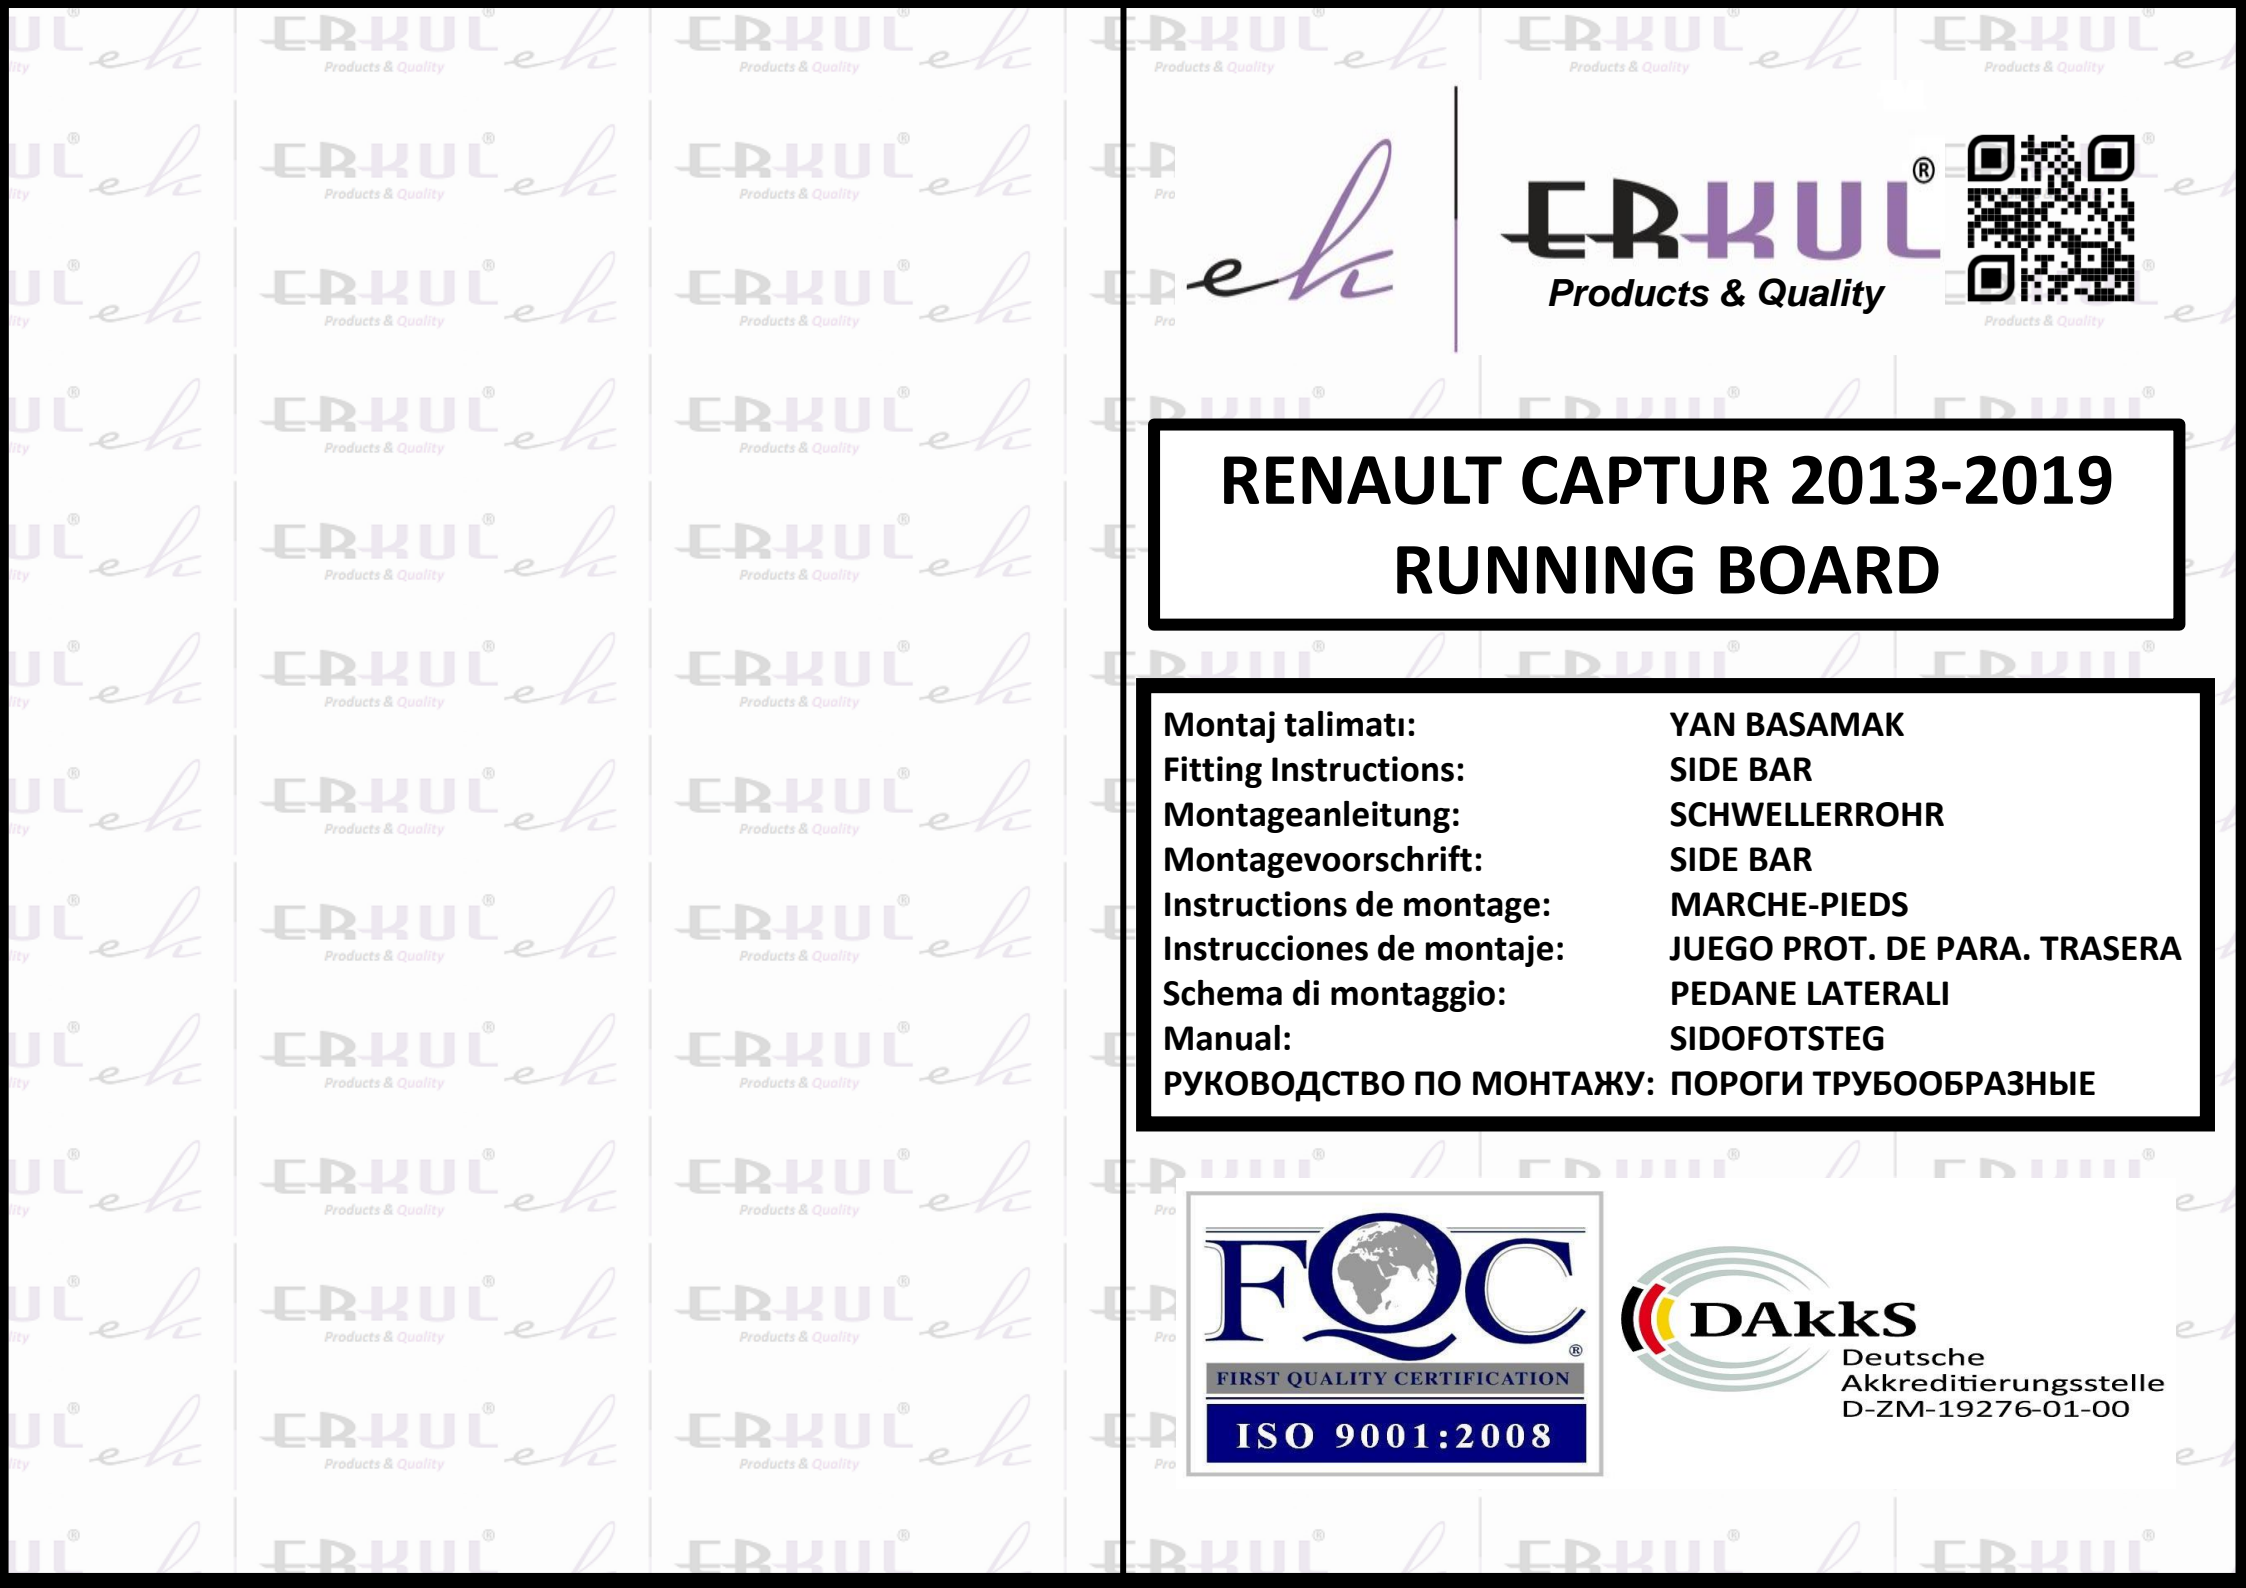 eh
ERKUL®
Products & Quality
RENAULT CAPTUR 2013-2019
RUNNING BOARD
Montaj talimatı: YAN BASAMAK
Fitting Instructions: SIDE BAR
Montageanleitung: SCHWELLERROHR
Montagevoorschrift: SIDE BAR
Instructions de montage: MARCHE-PIEDS
Instrucciones de montaje: JUEGO PROT. DE PARA. TRASERA
Schema di montaggio: PEDANE LATERALI
Manual: SIDOFOTSTEG
РУКОВОДСТВО ПО МОНТАЖУ: ПОРОГИ ТРУБООБРАЗНЫЕ
FQC®
FIRST QUALITY CERTIFICATION
ISO 9001:2008
DAkkS
Deutsche
Akkreditierungsstelle
D-ZM-19276-01-00